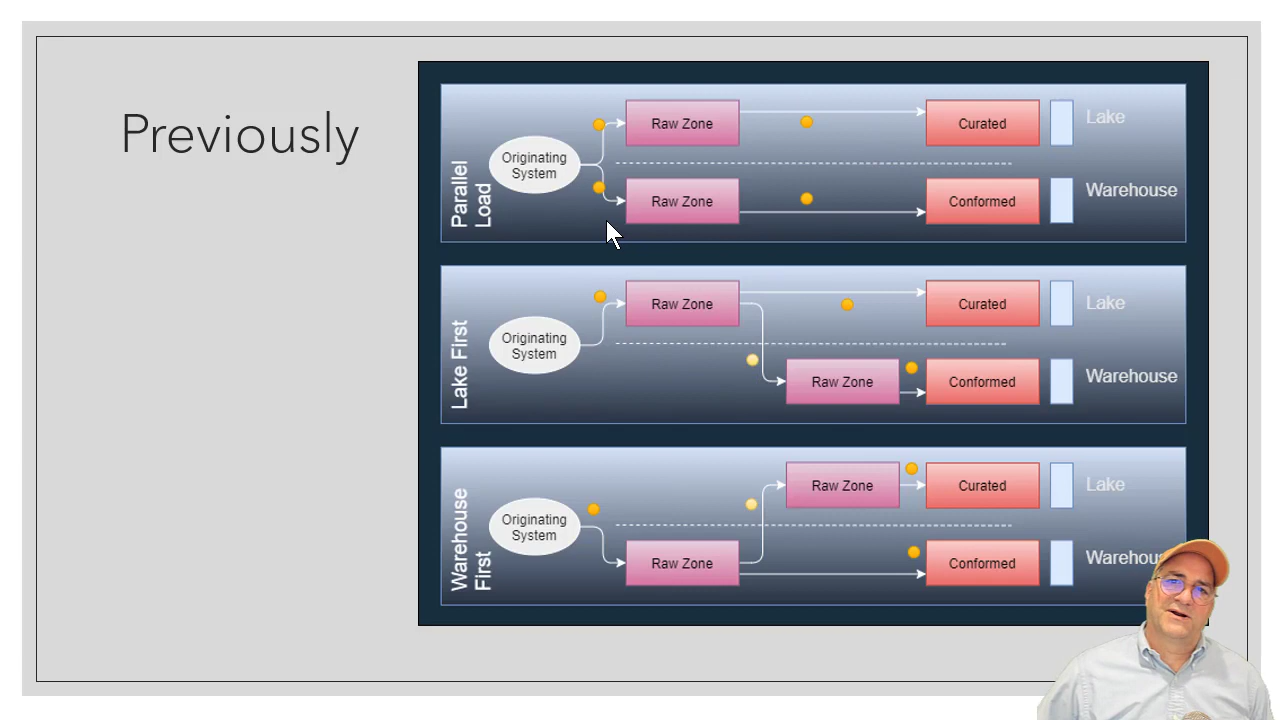 Previously
Parallel
Load
Originating
System
Raw Zone
Curated
Lake
Raw Zone
Conformed
Warehouse
Lake First
Originating
System
Raw Zone
Curated
Lake
Raw Zone
Conformed
Warehouse
Warehouse
First
Originating
System
Raw Zone
Curated
Lake
Raw Zone
Conformed
Warehouse